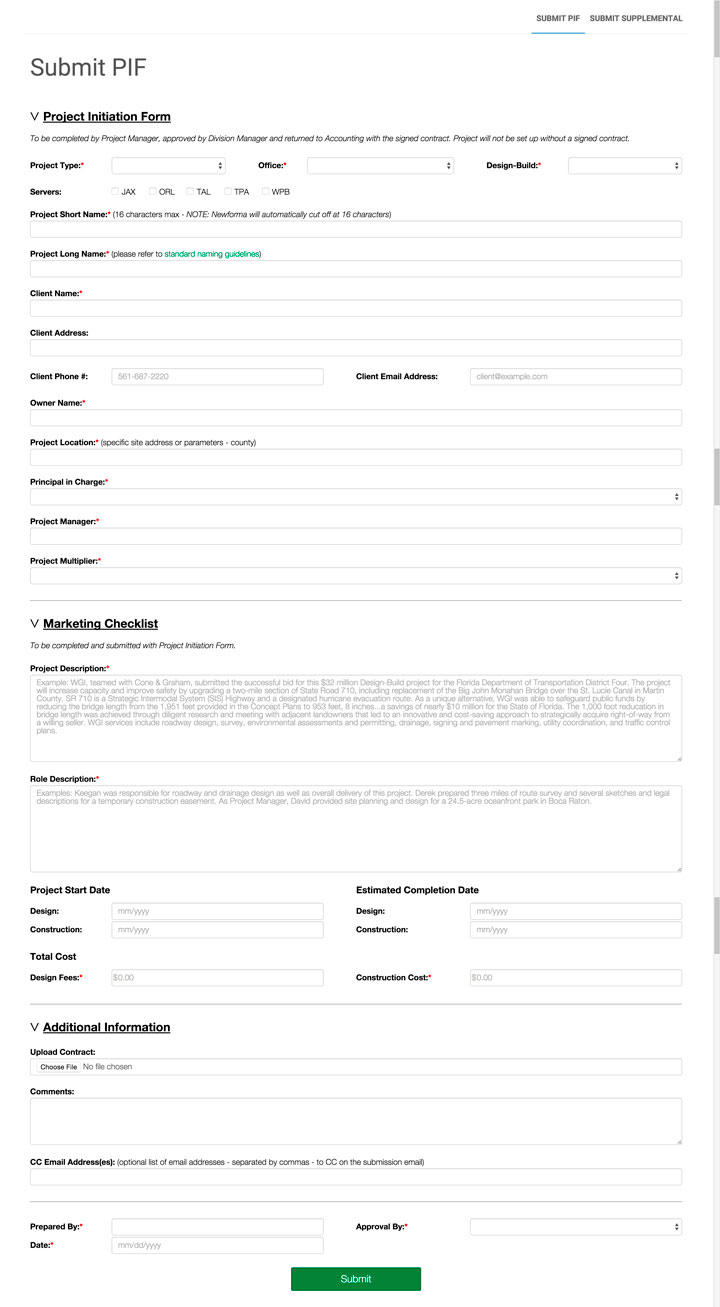 SUBMIT PIF SUBMIT SUPPLEMENTAL
Submit PIF
V Project Initiation Form
To be completed by Project Manager, approved by Division Manager and returned to Accounting with the signed contract. Project will not be set up without a signed contract.
Project Type:* Office:* Design-Build:*
Servers: JAX ORL TAL TPA WPB
Project Short Name:* (16 characters max - NOTE: Newforma will automatically cut off at 16 characters)
Project Long Name:* (please refer to standard naming guidelines)
Client Name:*
Client Address:
Client Phone #: 561-687-2220 Client Email Address: client@example.com
Owner Name:*
Project Location:* (specific site address or parameters - county)
Principal in Charge:*
Project Manager:*
Project Multiplier:*
V Marketing Checklist
To be completed and submitted with Project Initiation Form.
Project Description:*
Example: WGI, teamed with Cone & Graham, submitted the successful bid for this $32 million Design-Build project for the Florida Department of Transportation District Four. The project
will increase capacity and improve safety by upgrading a two-mile section of State Road 710, including replacement of the Big John Monahan Bridge over the St. Lucie Canal in Martin
County. SR 710 is a Strategic Intermodal System (SIS) Highway and a designated hurricane evacuation route. As a unique alternative, WGI was able to safeguard public funds by
reducing the bridge length from the 1,951 feet provided in the Concept Plans to 953 feet, 8 inches...a savings of nearly $10 million for the State of Florida. The 1,000 foot reducation in
bridge length was achieved through diligent research and meeting with adjacent landowners that led to an innovative and cost-saving approach to strategically acquire right-of-way from
a willing seller. WGI services include roadway design, survey, environmental assessments and permitting, drainage, signing and pavement marking, utility coordination, and traffic control
plans.
Role Description:*
Examples: Keegan was responsible for roadway and drainage design as well as overall delivery of this project. Derek prepared three miles of route survey and several sketches and legal
descriptions for a temporary construction easement. As Project Manager, David provided site planning and design for a 24.5-acre oceanfront park in Boca Raton.
Project Start Date Estimated Completion Date
Design: mm/yyyy Design: mm/yyyy
Construction: mm/yyyy Construction: mm/yyyy
Total Cost
Design Fees:* $0.00 Construction Cost:* $0.00
V Additional Information
Upload Contract:
Choose File No file chosen
Comments:
CC Email Address(es): (optional list of email addresses - separated by commas - to CC on the submission email)
Prepared By:* Approval By:*
Date:* mm/dd/yyyy
Submit